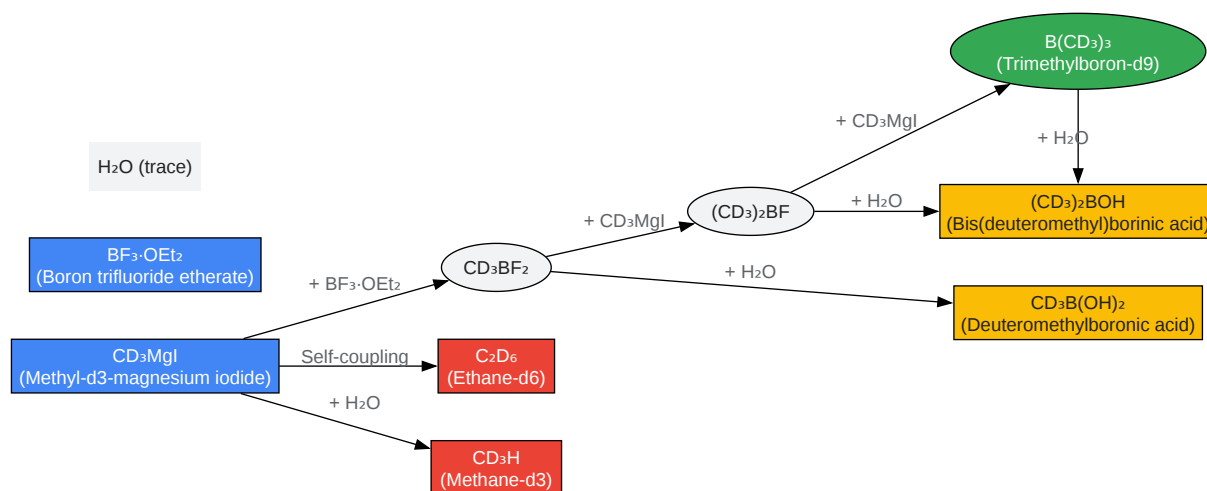 B(CD₃)₃
(Trimethylboron-d9)
+ CD₃MgI
+ H₂O
H₂O (trace)
(CD₃)₂BF
+ H₂O
(CD₃)₂BOH
(Bis(deuteromethyl)borinic acid)
+ CD₃MgI
BF₃·OEt₂
(Boron trifluoride etherate)
CD₃BF₂
+ H₂O
+ BF₃·OEt₂
CD₃B(OH)₂
(Deuteromethylboronic acid)
CD₃MgI
(Methyl-d3-magnesium iodide)
Self-coupling
C₂D₆
(Ethane-d6)
+ H₂O
CD₃H
(Methane-d3)